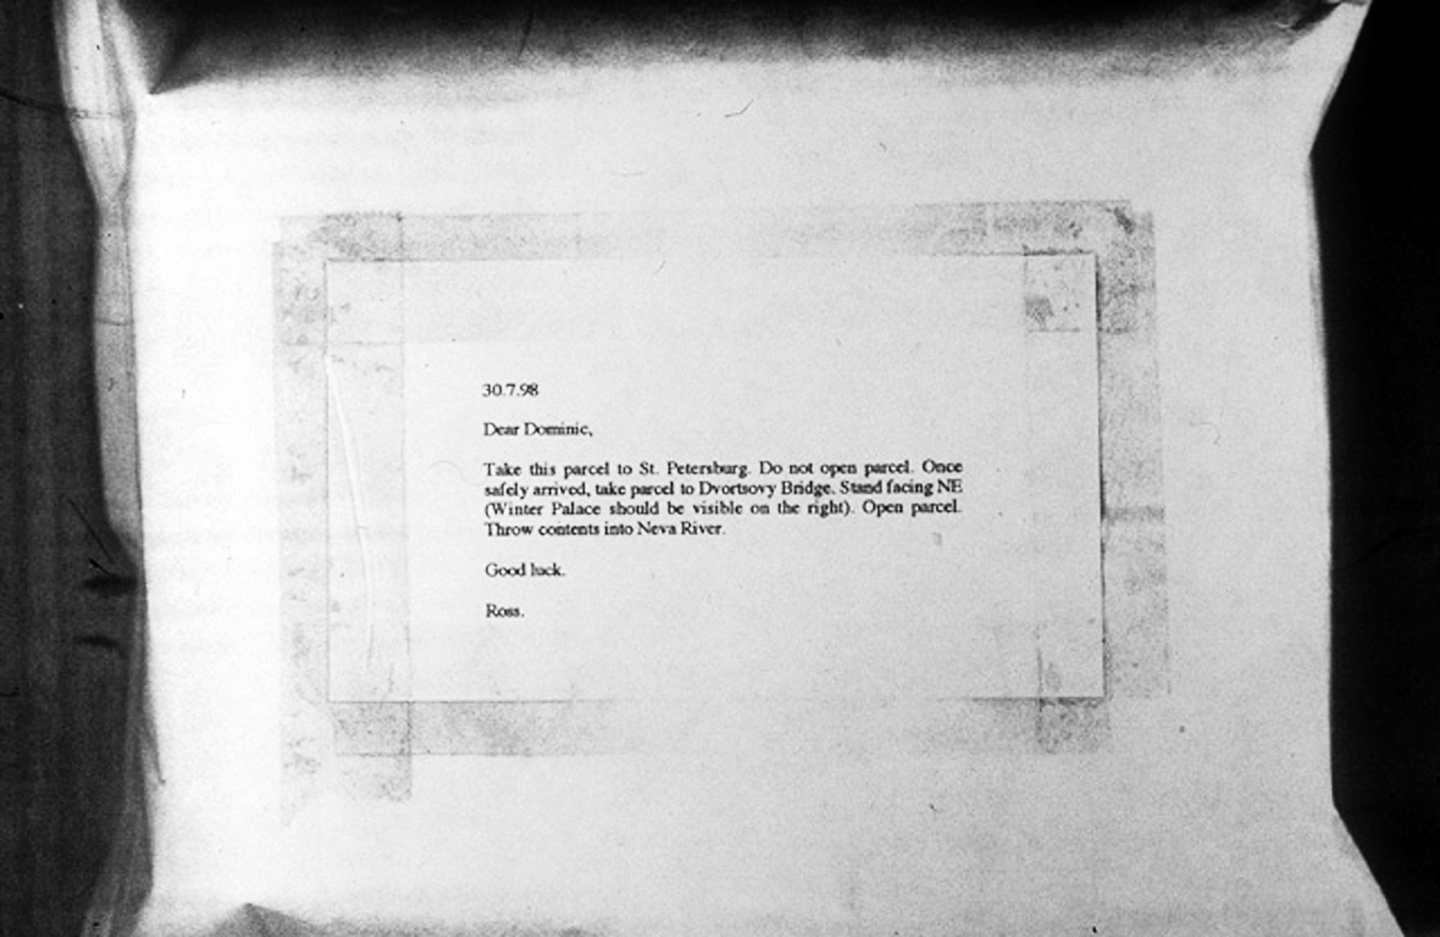 30.7.98
Dear Dominic,
Take this parcel to St. Petersburg. Do not open parcel. Once
safely arrived, take parcel to Dvortsovy Bridge. Stand facing NE
(Winter Palace should be visible on the right). Open parcel.
Throw contents into Neva River.
Good luck.
Ross.